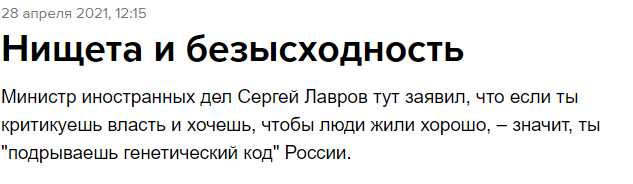 28 апреля 2021, 12:15
Нищета и безысходность
Министр иностранных дел Сергей Лавров тут заявил, что если ты
критикуешь власть и хочешь, чтобы люди жили хорошо, – значит, ты
"подрываешь генетический код" России.